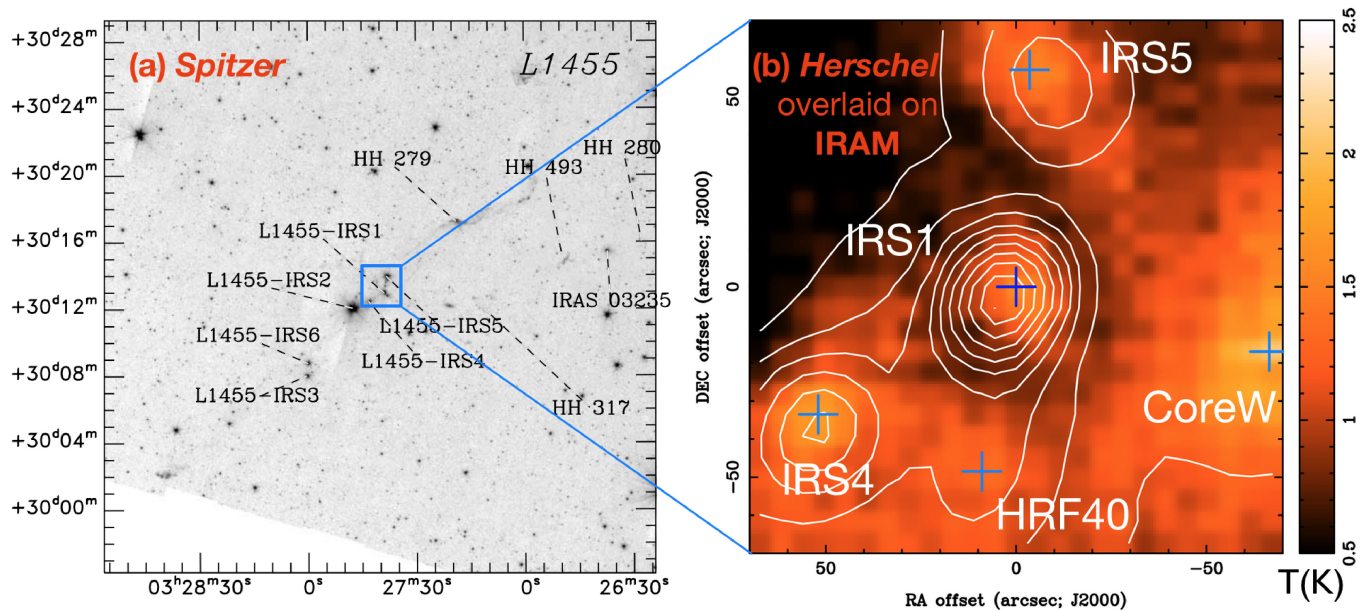 (a) Spitzer
L1455
HH 279
HH 493
HH 280
L1455-IRS1
L1455-IRS2
IRAS 03235
L1455-IRS5
L1455-IRS6
L1455-IRS4
L1455-IRS3
HH 317
+30ᵈ28ᵐ
+30ᵈ24ᵐ
+30ᵈ20ᵐ
+30ᵈ16ᵐ
+30ᵈ12ᵐ
+30ᵈ08ᵐ
+30ᵈ04ᵐ
+30ᵈ00ᵐ
03ʰ28ᵐ30ˢ 0ˢ 27ᵐ30ˢ 0ˢ 26ᵐ30ˢ
(b) Herschel
overlaid on
IRAM
IRS5
IRS1
CoreW
IRS4
HRF40
DEC offset (arcsec; J2000)
50
0
−50
50 0 −50
RA offset (arcsec; J2000)
2.5
2
1.5
1
0.5
T(K)